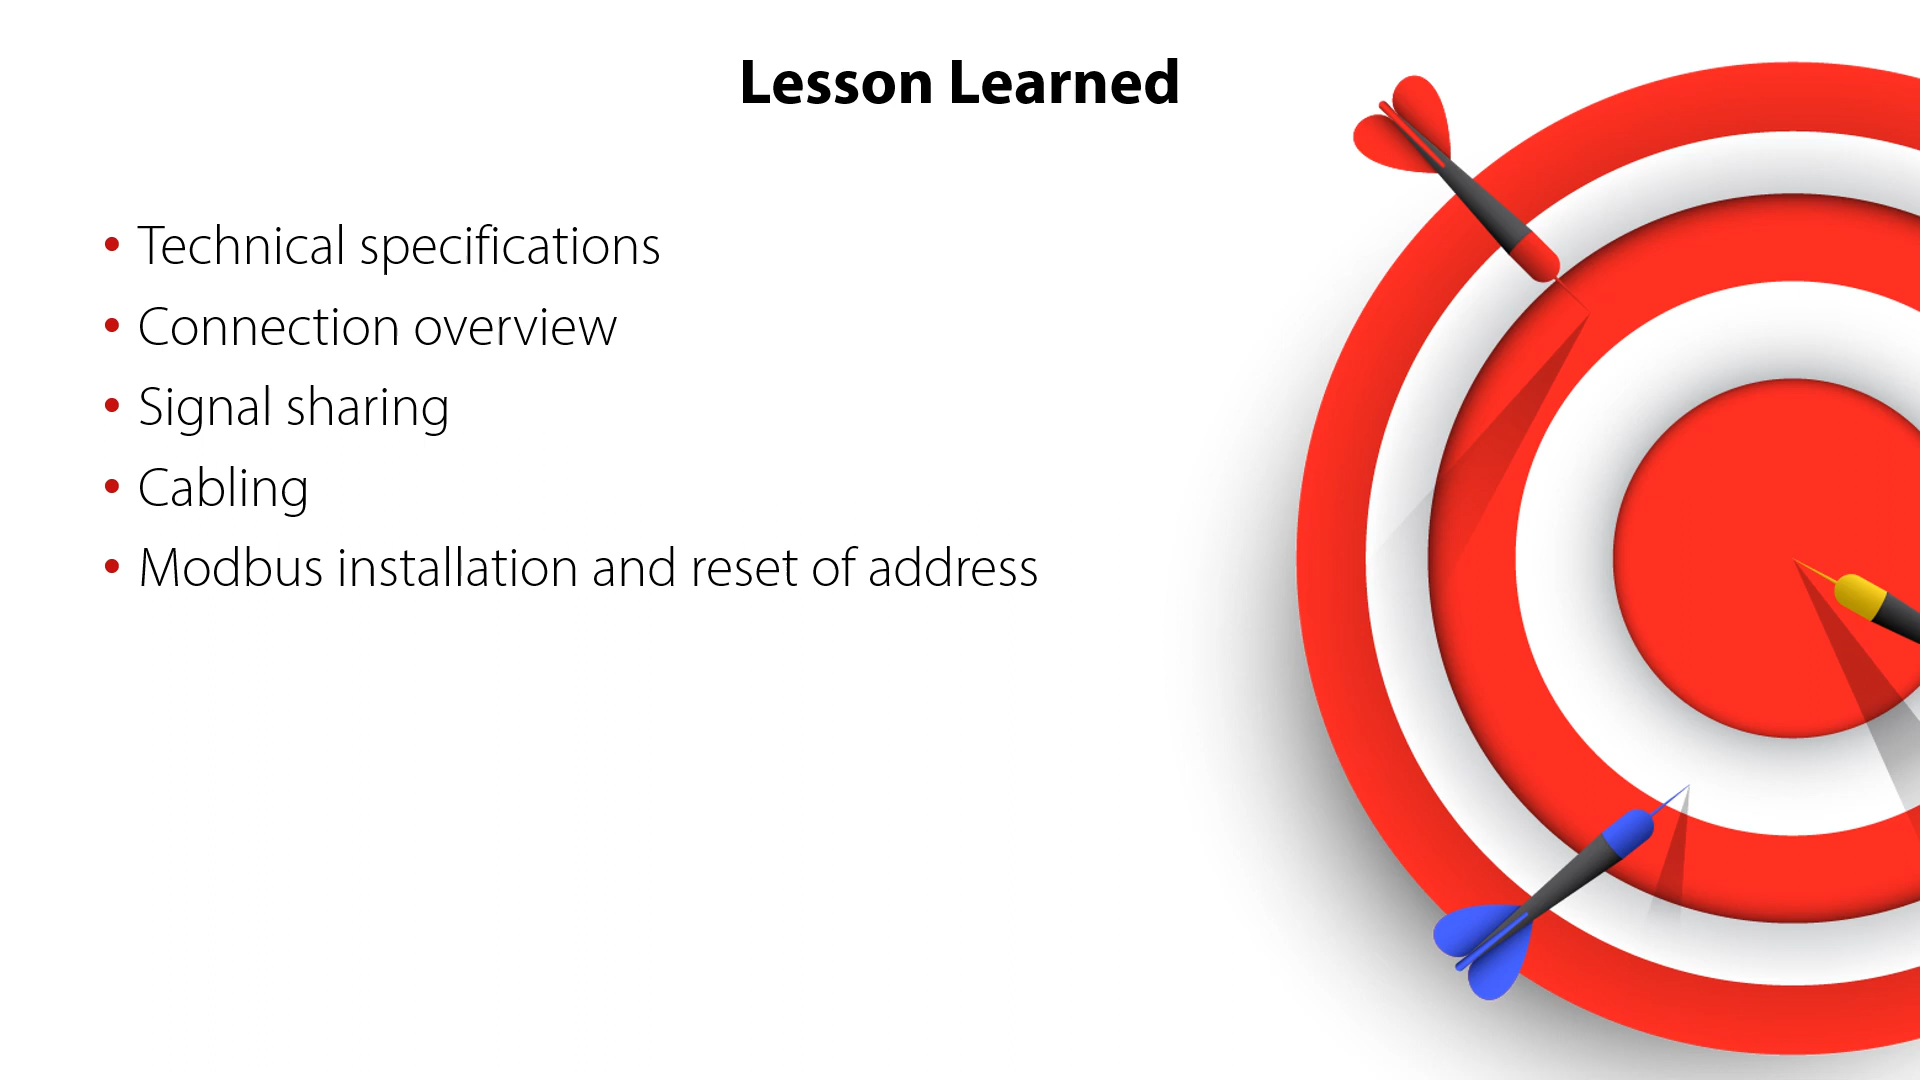 Lesson Learned
• Technical specifications
• Connection overview
• Signal sharing
• Cabling
• Modbus installation and reset of address